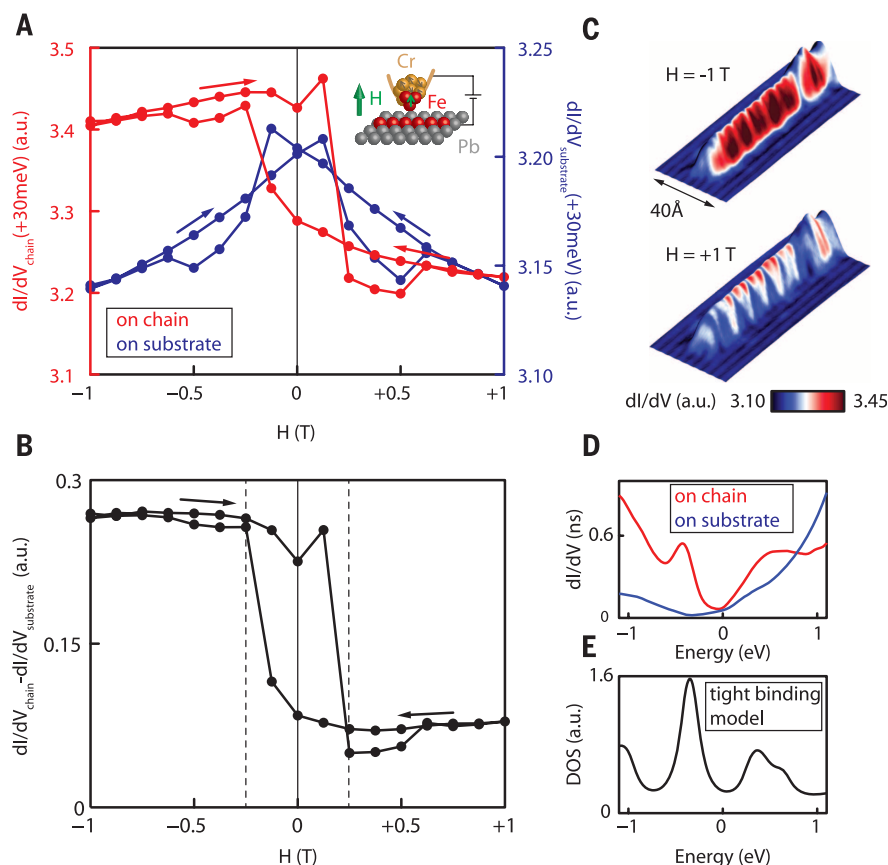 A
3.5
3.4
3.3
3.2
3.1
dI/dVchain(+30meV) (a.u.)
3.25
3.20
3.15
3.10
dI/dVsubstrate(+30meV) (a.u.)
Cr
H
Fe
Pb
on chain
on substrate
−1
−0.5
0
+0.5
+1
H (T)
B
0.3
0.15
0
dI/dVchain-dI/dVsubstrate (a.u.)
-1
-0.5
0
+0.5
+1
H (T)
C
H = -1 T
40Å
H = +1 T
dI/dV (a.u.)
3.10
3.45
D
on chain
on substrate
0.6
0
dI/dV (ns)
−1
0
1
Energy (eV)
E
1.6
0
DOS (a.u.)
tight binding
model
−1
0
1
Energy (eV)